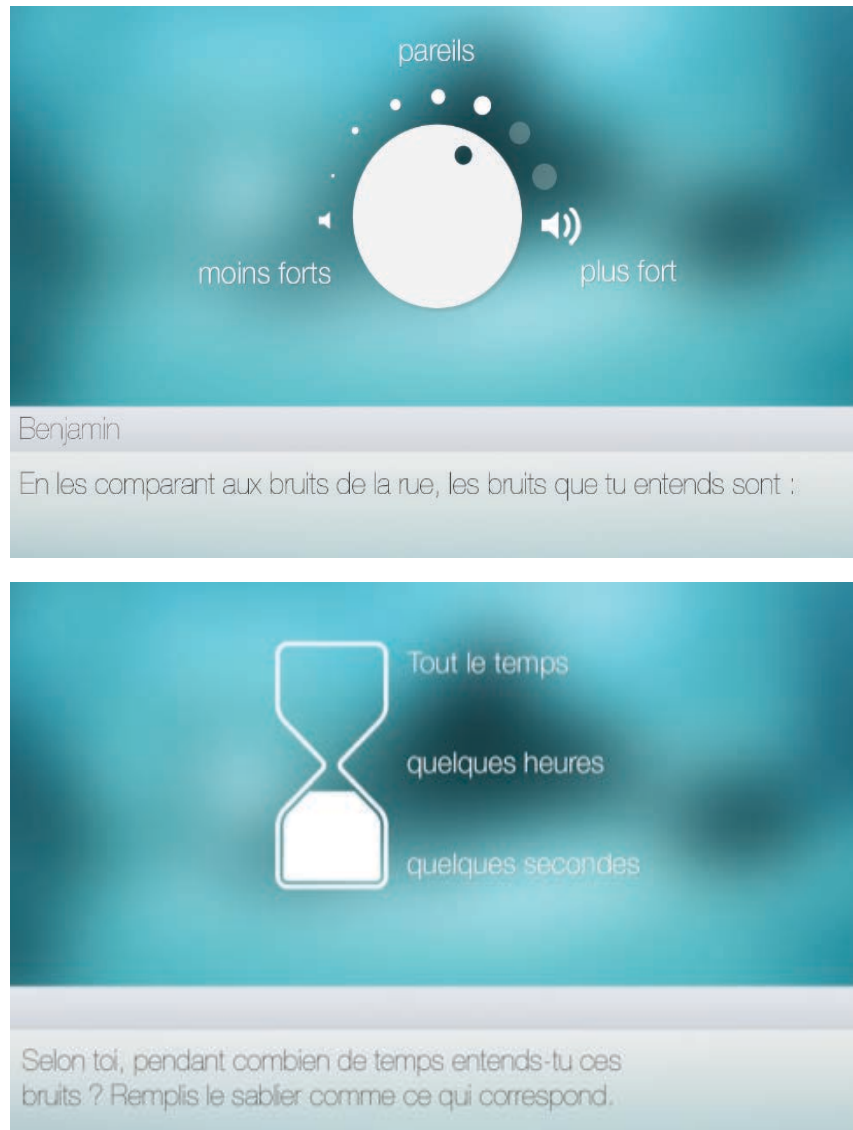 pareils
moins forts
plus fort
Benjamin
En les comparant aux bruits de la rue, les bruits que tu entends sont :
Tout le temps
quelques heures
quelques secondes
Selon toi, pendant combien de temps entends-tu ces
bruits ? Remplis le sablier comme ce qui correspond.